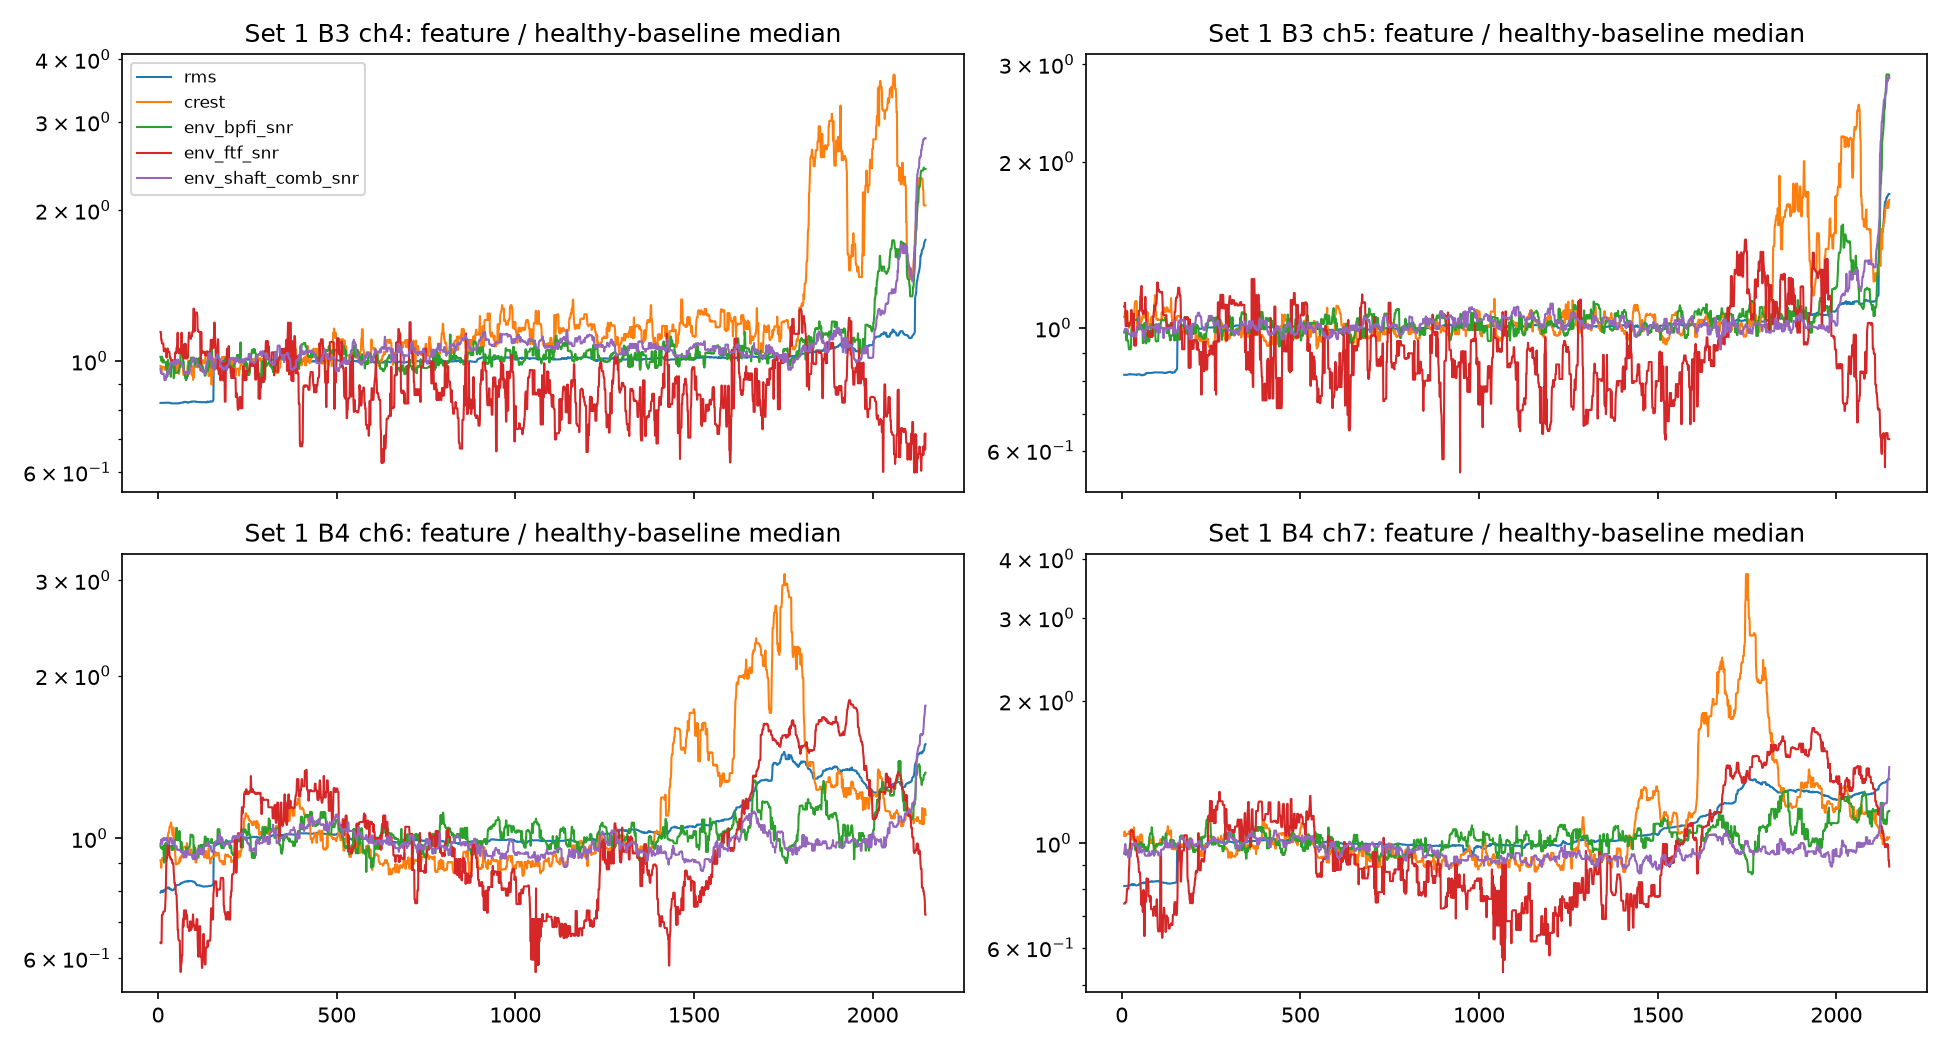 Set 1 B3 ch4: feature / healthy-baseline median
4 × 10⁰
3 × 10⁰
2 × 10⁰
10⁰
6 × 10⁻¹
rms
crest
env_bpfi_snr
env_ftf_snr
env_shaft_comb_snr
Set 1 B3 ch5: feature / healthy-baseline median
3 × 10⁰
2 × 10⁰
10⁰
6 × 10⁻¹
Set 1 B4 ch6: feature / healthy-baseline median
3 × 10⁰
2 × 10⁰
10⁰
6 × 10⁻¹
0 500 1000 1500 2000
Set 1 B4 ch7: feature / healthy-baseline median
4 × 10⁰
3 × 10⁰
2 × 10⁰
10⁰
6 × 10⁻¹
0 500 1000 1500 2000